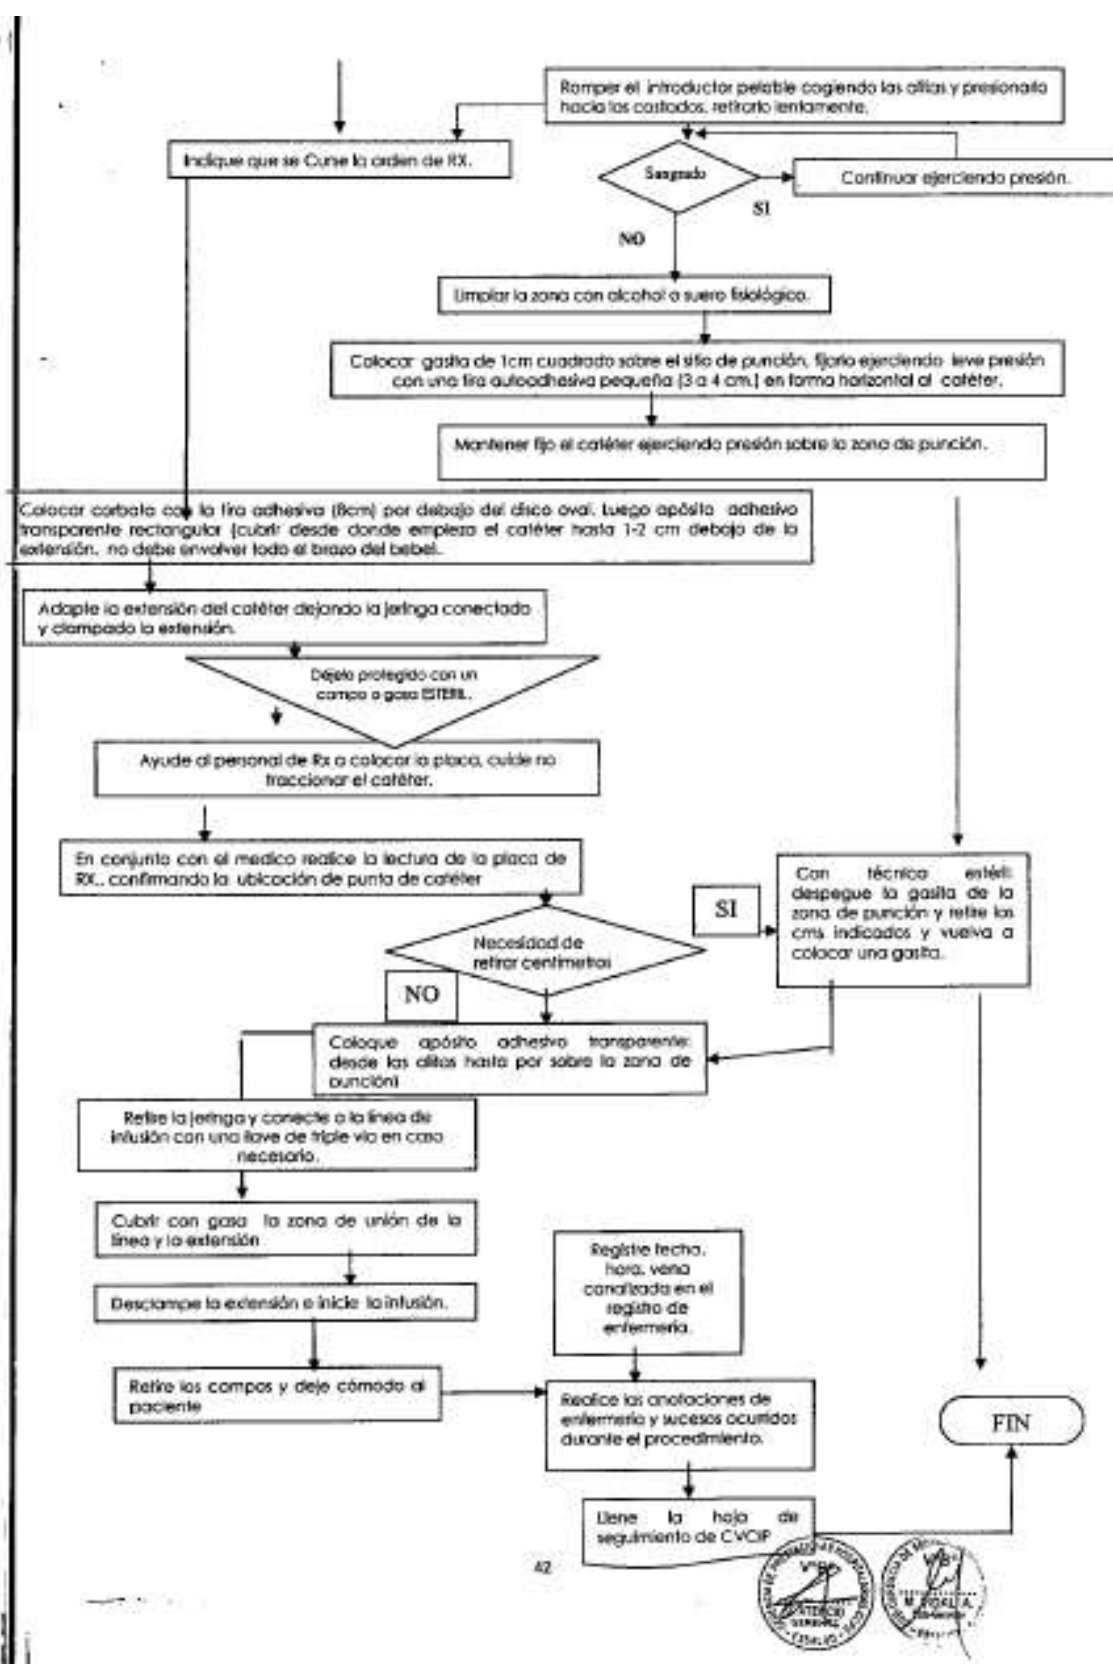 Romper el introductor pelable cogiendo las alitas y presionarlo
hacia los costados, retirarlo lentamente.
Indique que se Curse la orden de RX.
Sangrado
Continuar ejerciendo presión.
SI
NO
Limpiar la zona con alcohol o suero fisiológico.
Colocar gasita de 1cm cuadrado sobre el sitio de punción, fijarlo ejerciendo leve presión
con una tira autoadhesiva pequeña (3 a 4 cm.) en forma horizontal al catéter.
Mantener fijo el catéter ejerciendo presión sobre la zona de punción.
Colocar corbata con la tira adhesiva (8cm) por debajo del disco oval. Luego apósito adhesivo
transparente rectangular (cubrir desde donde empieza el catéter hasta 1-2 cm debajo de la
extensión, no debe envolver todo el brazo del bebe).
Adapte la extensión del catéter dejando la jeringa conectada
y clampado la extensión.
Déjelo protegido con un
campo o gasa ESTERIL.
Ayude al personal de Rx a colocar la placa, cuide no
traccionar el catéter.
En conjunto con el medico realice la lectura de la placa de
RX., confirmando la ubicación de punta de catéter
Necesidad de
retirar centímetros
SI
Con técnica estéril:
despegue la gasita de la
zona de punción y retire los
cms indicados y vuelva a
colocar una gasita.
NO
Coloque apósito adhesivo transparente:
desde las alitas hasta por sobre la zona de
punción)
Retire la jeringa y conecte a la línea de
infusión con una llave de triple vía en caso
necesario.
Cubrir con gasa la zona de unión de la
línea y la extensión
Registre fecha,
hora, vena
canalizada en el
registro de
enfermería.
Desclampe la extensión e inicie la infusión.
Retire los campos y deje cómodo al
paciente
Realice las anotaciones de
enfermería y sucesos ocurridos
durante el procedimiento.
FIN
Llene la hoja de
seguimiento de CVCIP
42